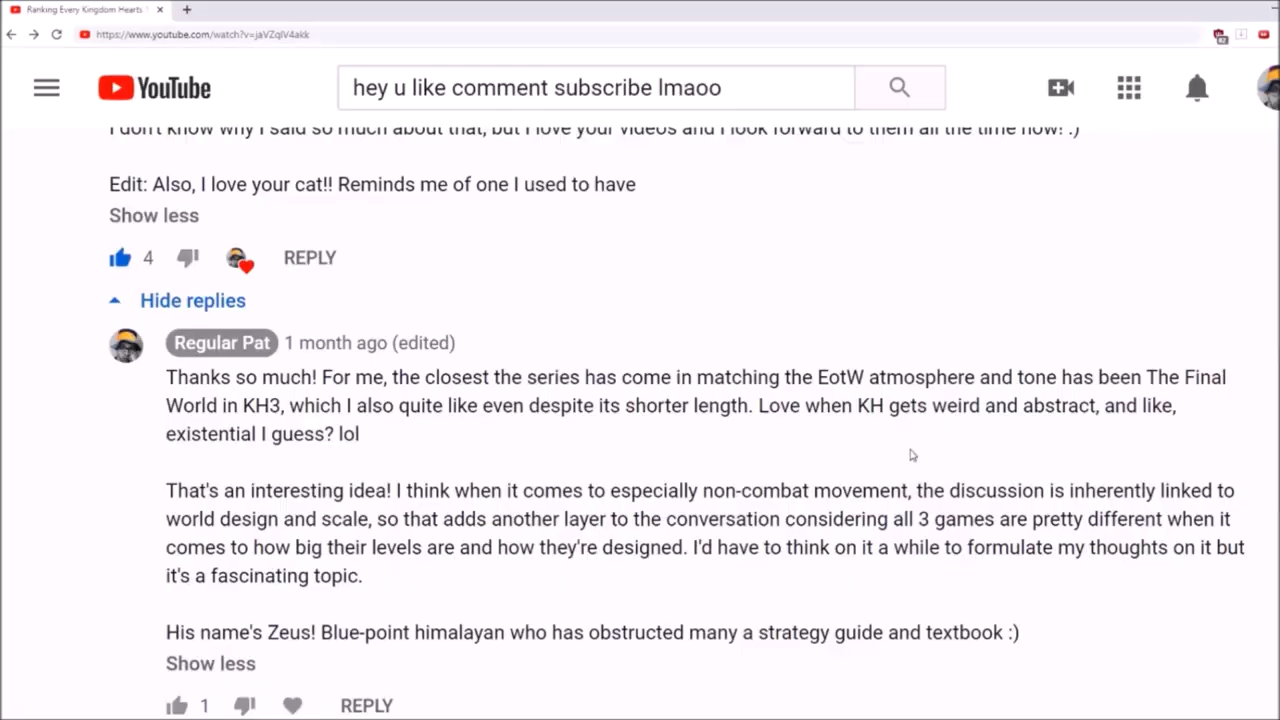 Ranking Every Kingdom Hearts
https://www.youtube.com/watch?v=jaVZqlV4akk
YouTube
hey u like comment subscribe lmaoo
I don't know why I said so much about that, but I love your videos and I look forward to them all the time now! :)
Edit: Also, I love your cat!! Reminds me of one I used to have
Show less
4 REPLY
Hide replies
Regular Pat 1 month ago (edited)
Thanks so much! For me, the closest the series has come in matching the EotW atmosphere and tone has been The Final
World in KH3, which I also quite like even despite its shorter length. Love when KH gets weird and abstract, and like,
existential I guess? lol
That's an interesting idea! I think when it comes to especially non-combat movement, the discussion is inherently linked to
world design and scale, so that adds another layer to the conversation considering all 3 games are pretty different when it
comes to how big their levels are and how they're designed. I'd have to think on it a while to formulate my thoughts on it but
it's a fascinating topic.
His name's Zeus! Blue-point himalayan who has obstructed many a strategy guide and textbook :)
Show less
1 REPLY